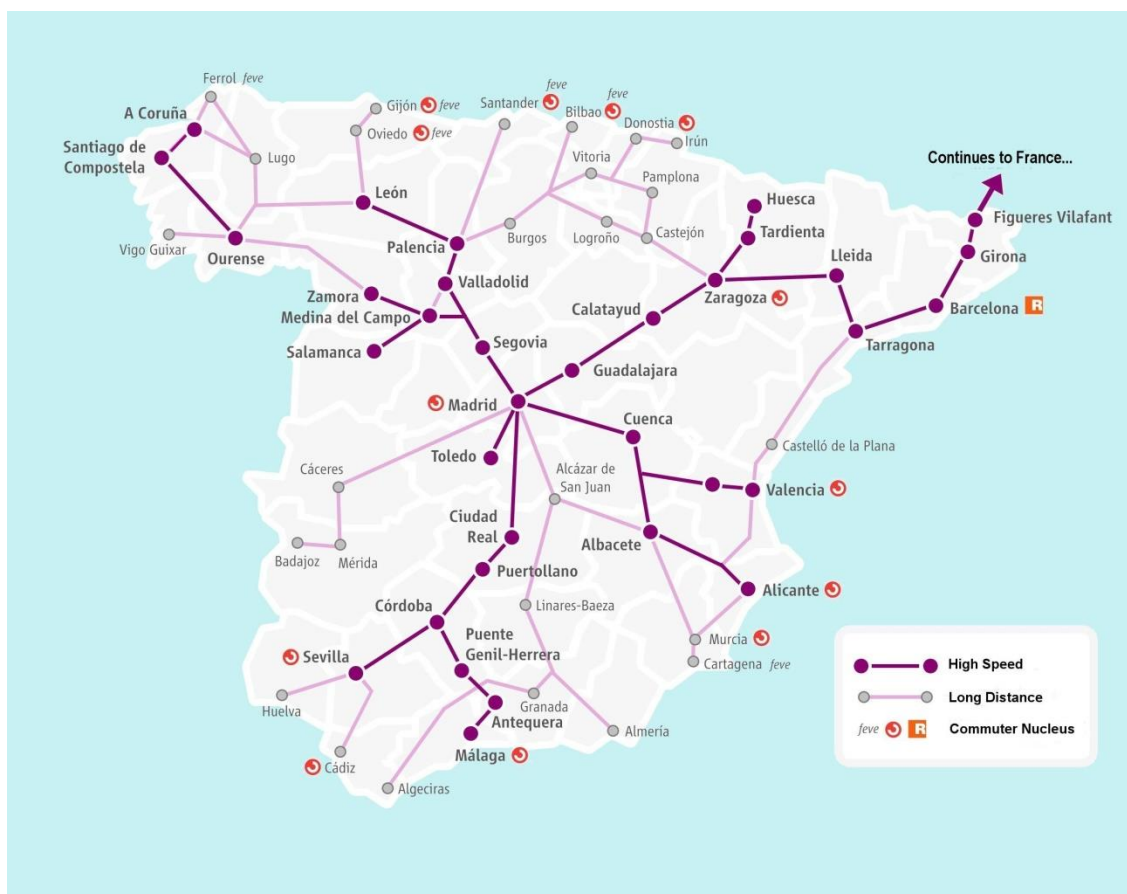 Ferrol feve
A Coruña
Santiago de
Compostela
Lugo
Gijón feve
Oviedo feve
Santander feve
feve
Bilbao
Donostia
Irún
Vitoria
Pamplona
León
Continues to France...
Huesca
Figueres Vilafant
Vigo Guixar
Ourense
Palencia
Burgos
Logroño
Castejón
Tardienta
Lleida
Girona
Valladolid
Zaragoza
Zamora
Medina del Campo
Calatayud
Barcelona R
Salamanca
Segovia
Tarragona
Guadalajara
Madrid
Cuenca
Castelló de la Plana
Toledo
Cáceres
Alcázar de
San Juan
Valencia
Ciudad
Real
Albacete
Badajoz
Mérida
Puertollano
Alicante
Córdoba
Linares-Baeza
Puente
Genil-Herrera
Murcia
Sevilla
Cartagena feve
Huelva
Granada
Antequera
Almería
Málaga
Cádiz
Algeciras
High Speed
Long Distance
feve R Commuter Nucleus